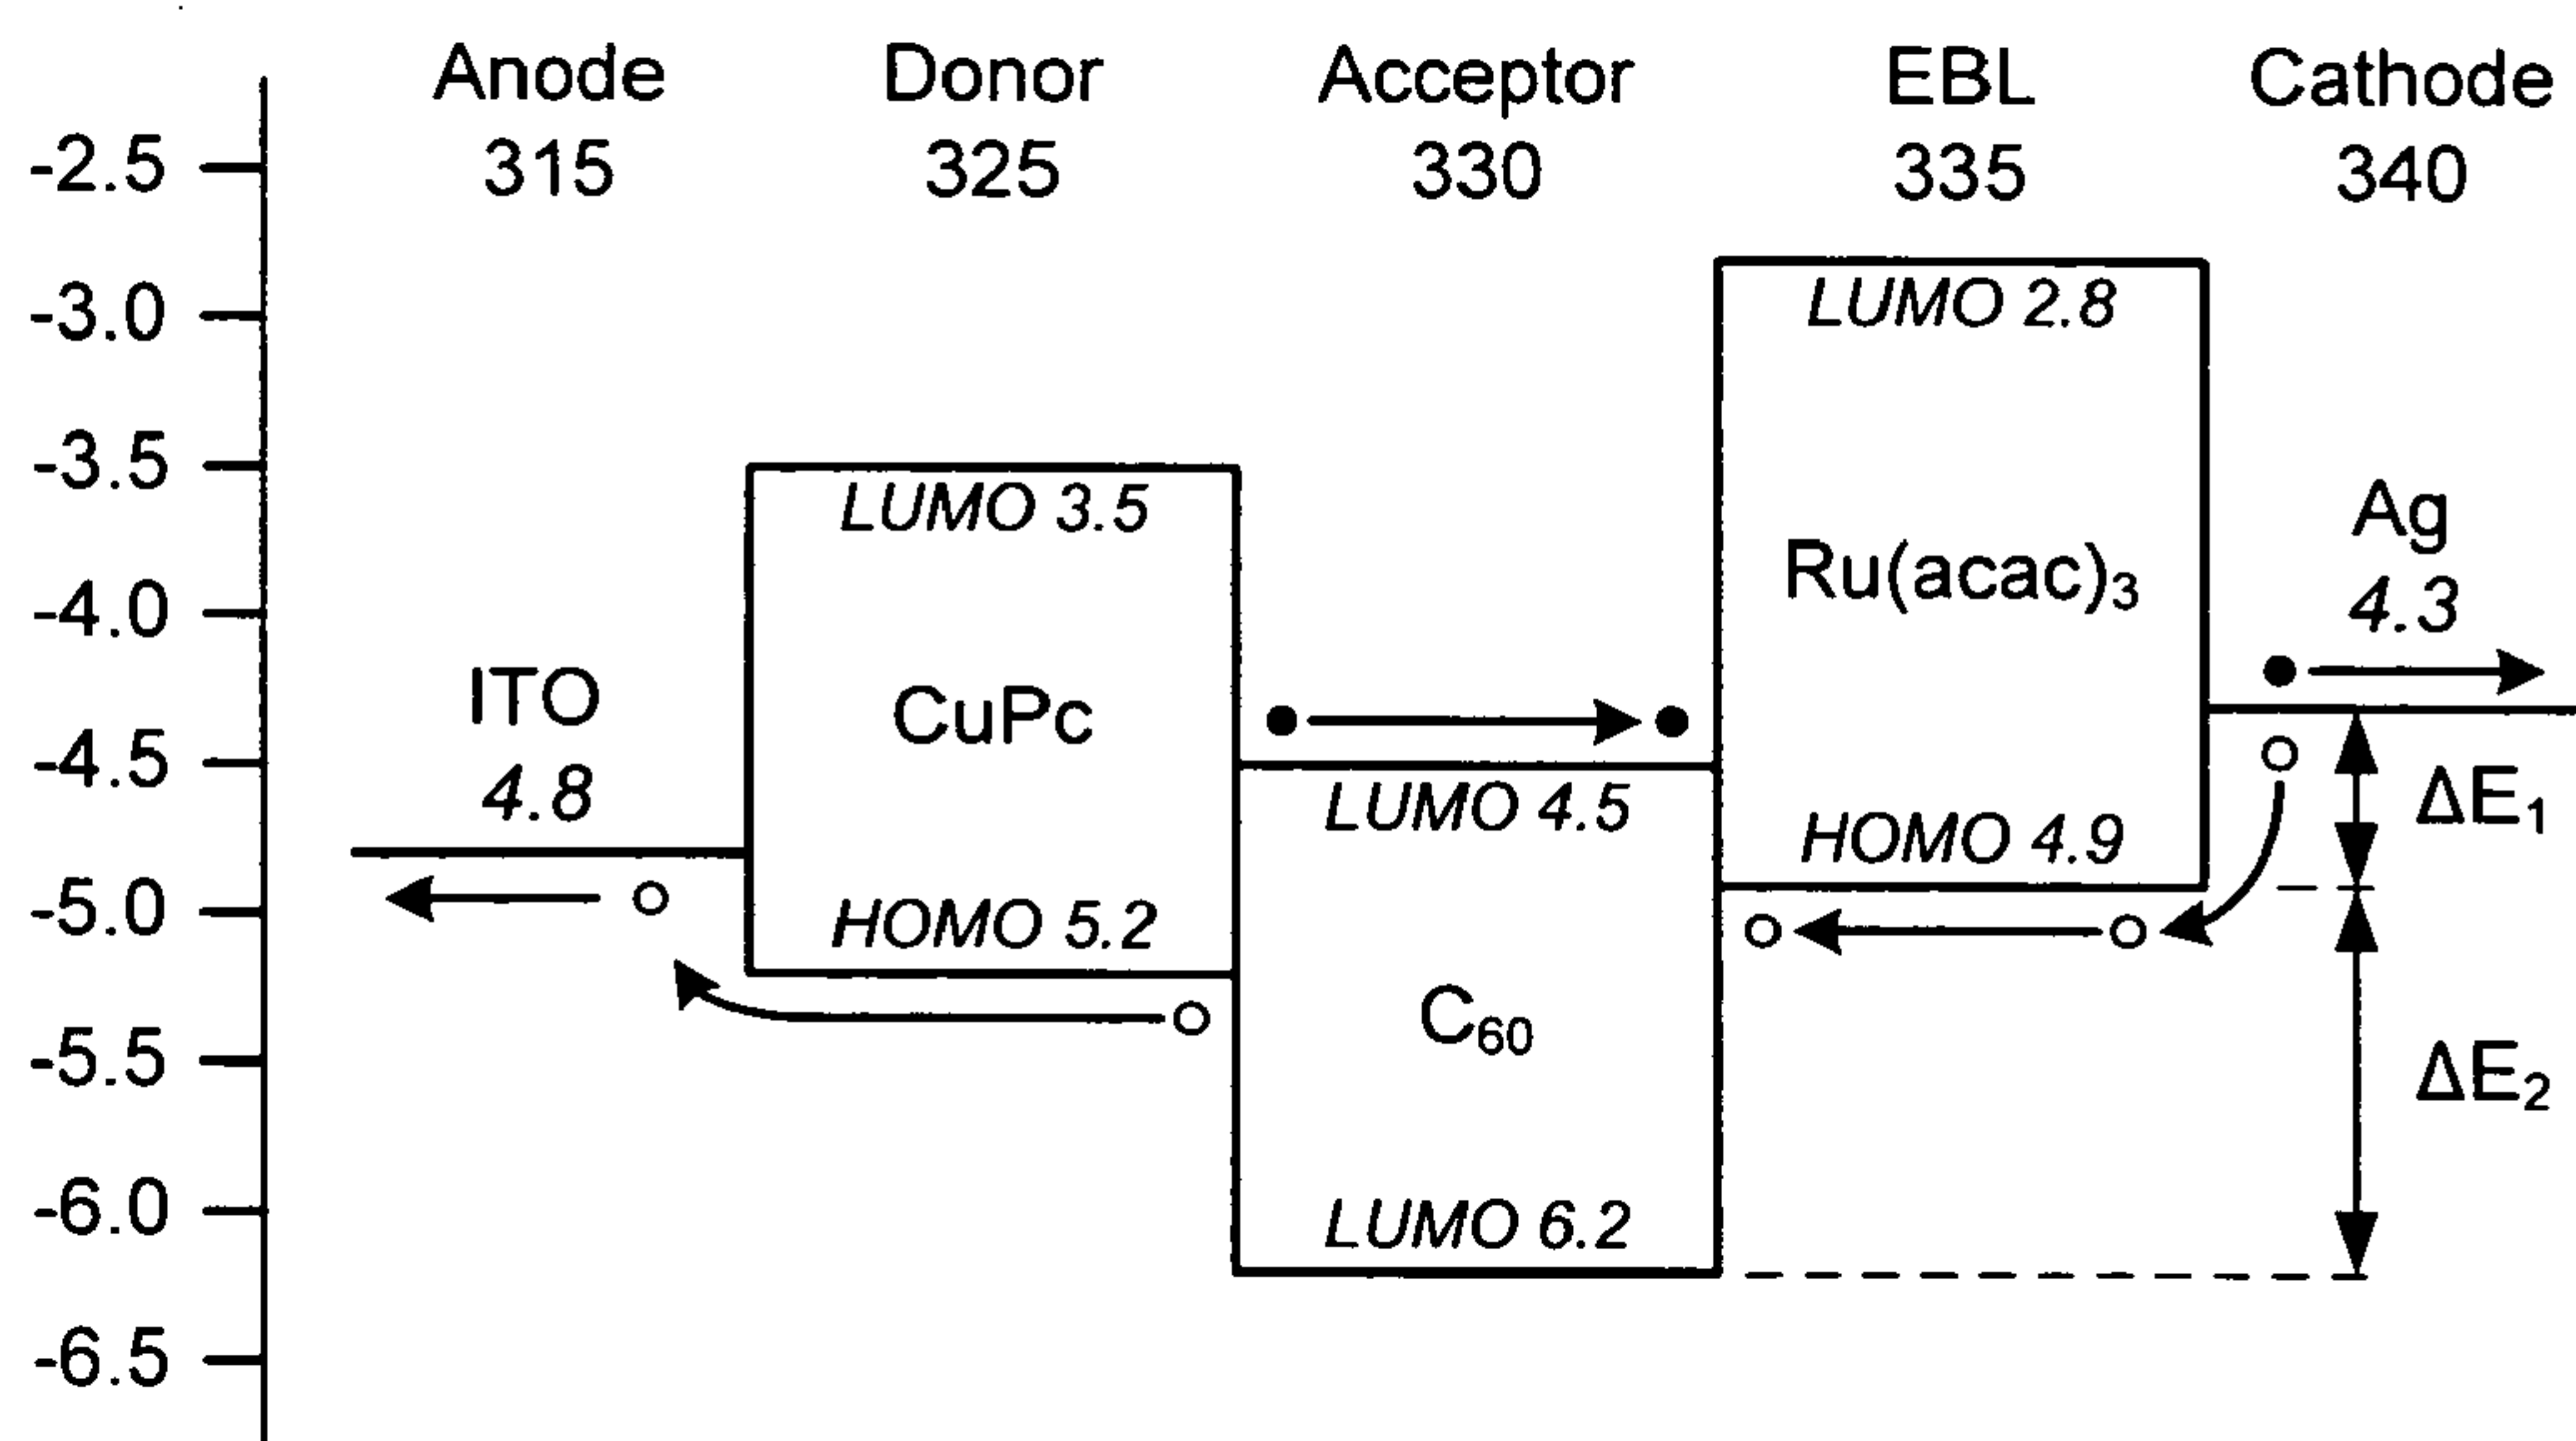 Anode
315
Donor
325
Acceptor
330
EBL
335
Cathode
340
-2.5
-3.0
-3.5
-4.0
-4.5
-5.0
-5.5
-6.0
-6.5
ITO
4.8
LUMO 3.5
CuPc
HOMO 5.2
LUMO 4.5
C₆₀
LUMO 6.2
LUMO 2.8
Ru(acac)₃
HOMO 4.9
Ag
4.3
ΔE₁
ΔE₂